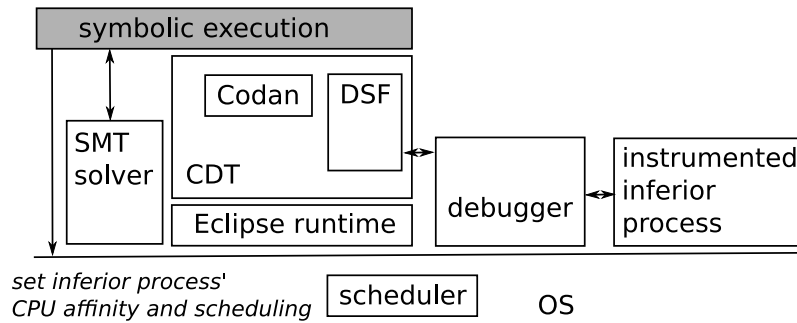 symbolic execution
Codan
DSF
SMT
solver
CDT
Eclipse runtime
debugger
instrumented
inferior
process
set inferior process'
CPU affinity and scheduling
scheduler
OS